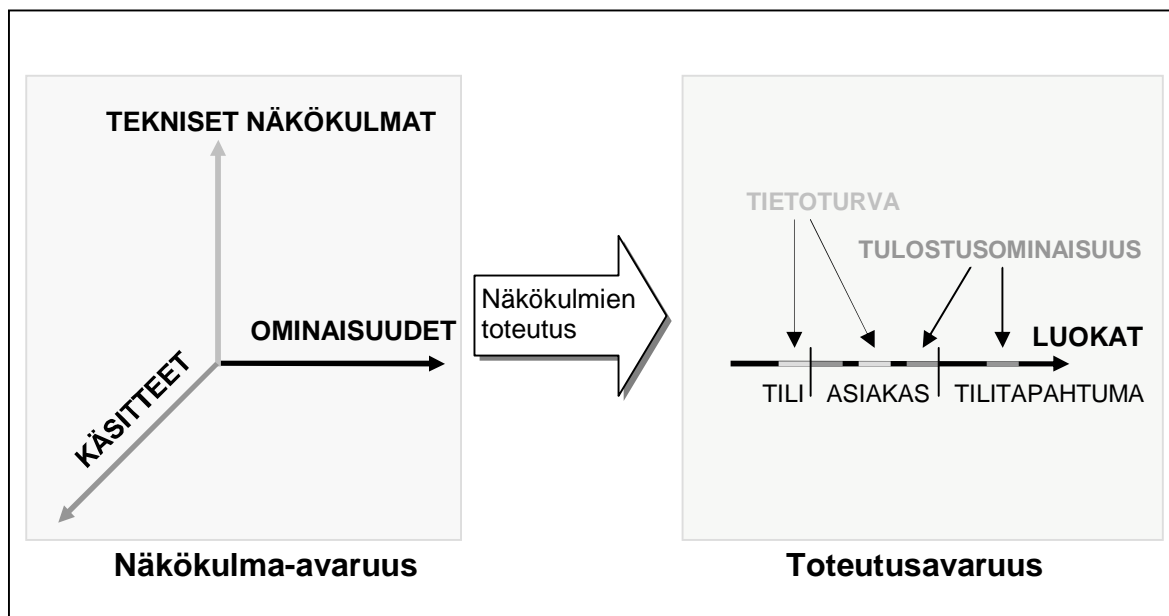 TEKNISET NÄKÖKULMAT
OMINAISUUDET
KÄSITTEET
Näkökulma-avaruus
Näkökulmien
toteutus
TIETOTURVA
TULOSTUSOMINAISUUS
LUOKAT
TILI ASIAKAS TILITAPAHTUMA
Toteutusavaruus